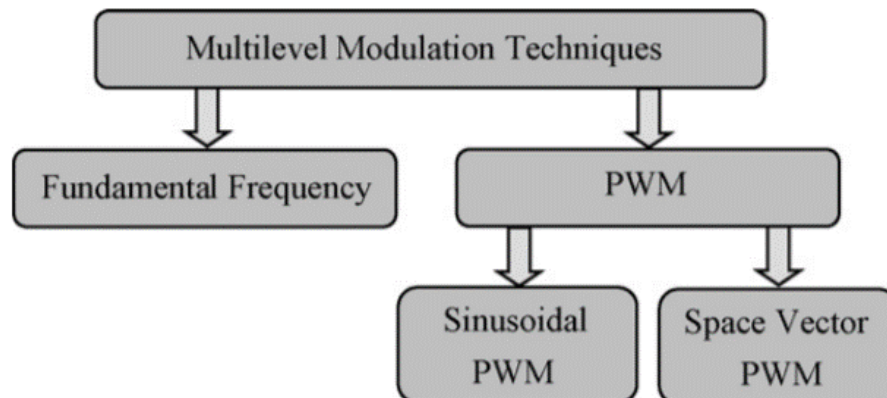 Multilevel Modulation Techniques
Fundamental Frequency
PWM
Sinusoidal
PWM
Space Vector
PWM